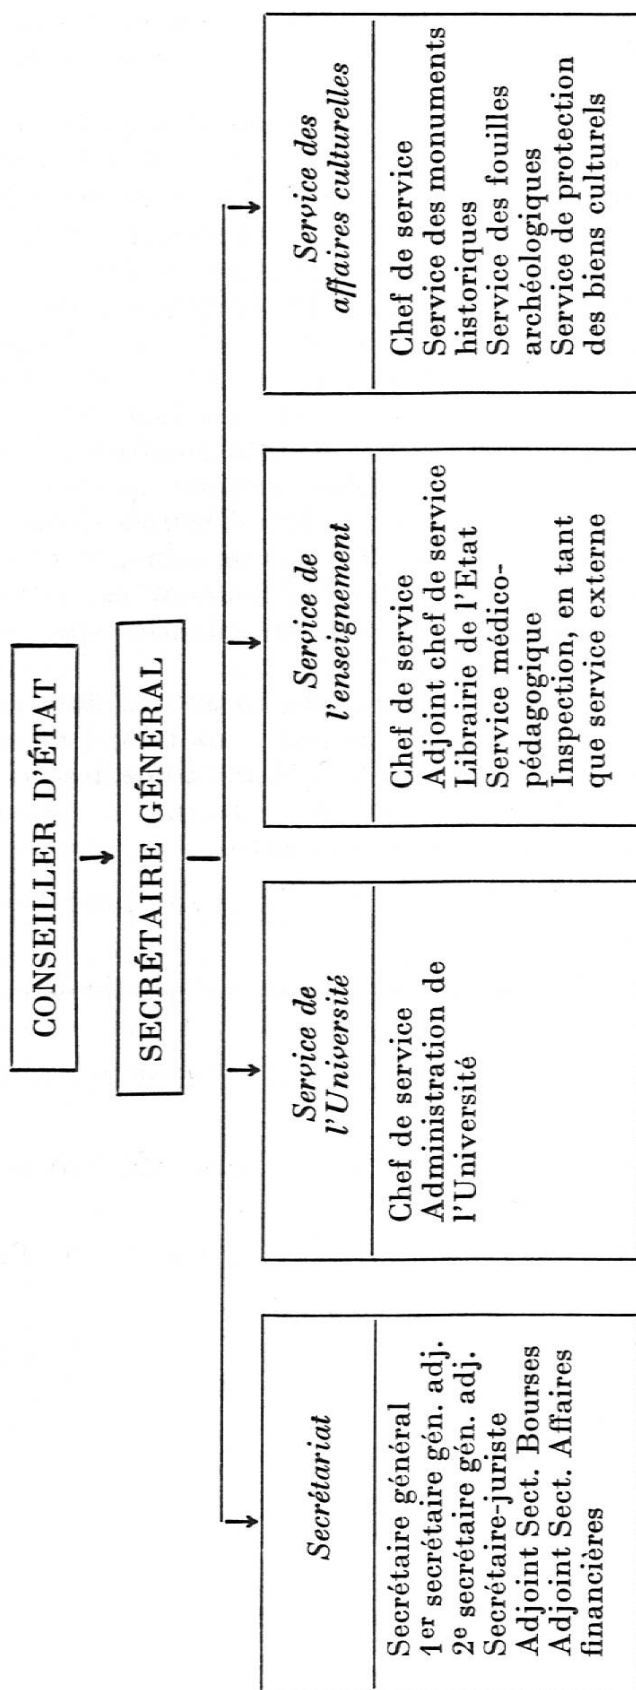 CONSEILLER D'ÉTAT
SECRÉTAIRE GÉNÉRAL
Secrétariat
Secrétaire général
1er secrétaire gén. adj.
2e secrétaire gén. adj.
Secrétaire-juriste
Adjoint Sect. Bourses
Adjoint Sect. Affaires
financières
Service de
l'Université
Chef de service
Administration de
l'Université
Service de
l'enseignement
Chef de service
Adjoint chef de service
Librairie de l'Etat
Service médico-
pédagogique
Inspection, en tant
que service externe
Service des
affaires culturelles
Chef de service
Service des monuments
historiques
Service des fouilles
archéologiques
Service de protection
des biens culturels